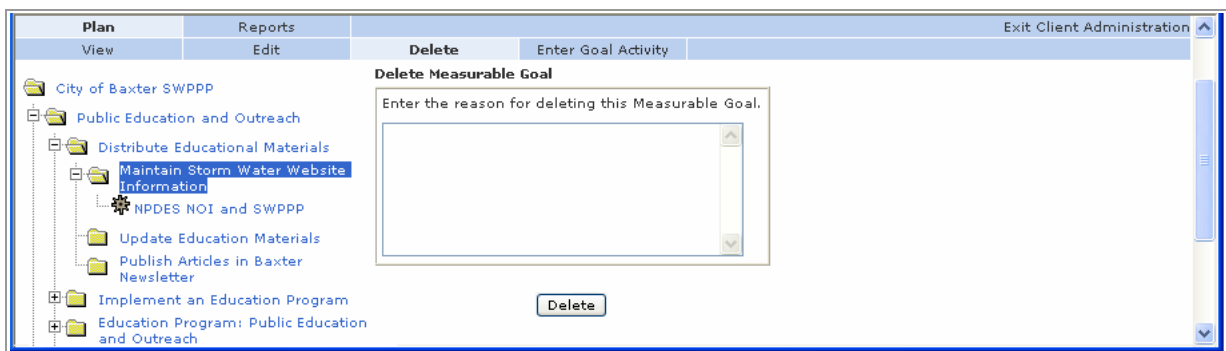 Plan Reports Exit Client Administration
View Edit Delete Enter Goal Activity
City of Baxter SWPPP
Public Education and Outreach
Distribute Educational Materials
Maintain Storm Water Website
Information
NPDES NOI and SWPPP
Update Education Materials
Publish Articles in Baxter
Newsletter
Implement an Education Program
Education Program: Public Education
and Outreach
Delete Measurable Goal
Enter the reason for deleting this Measurable Goal.
Delete